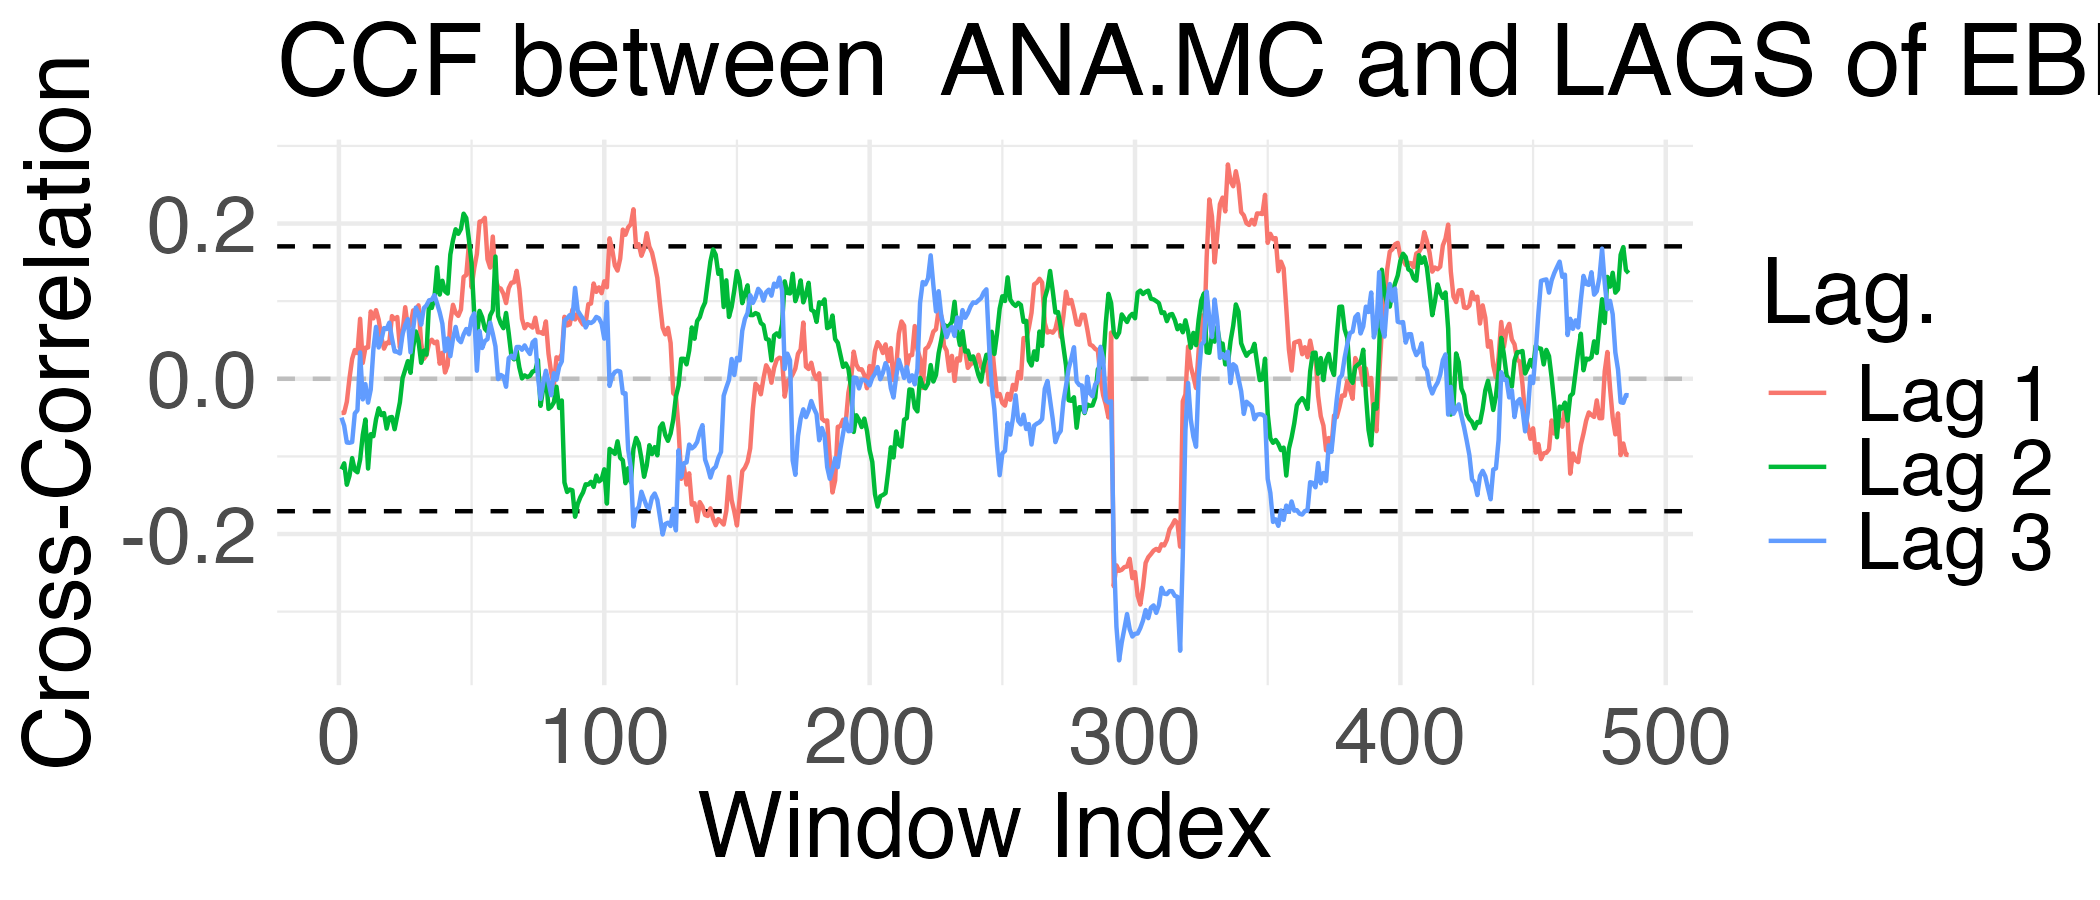 CCF between ANA.MC and LAGS of
Cross-Correlation
0.2
0.0
-0.2
0 100 200 300 400 500
Window Index
Lag.
Lag 1
Lag 2
Lag 3